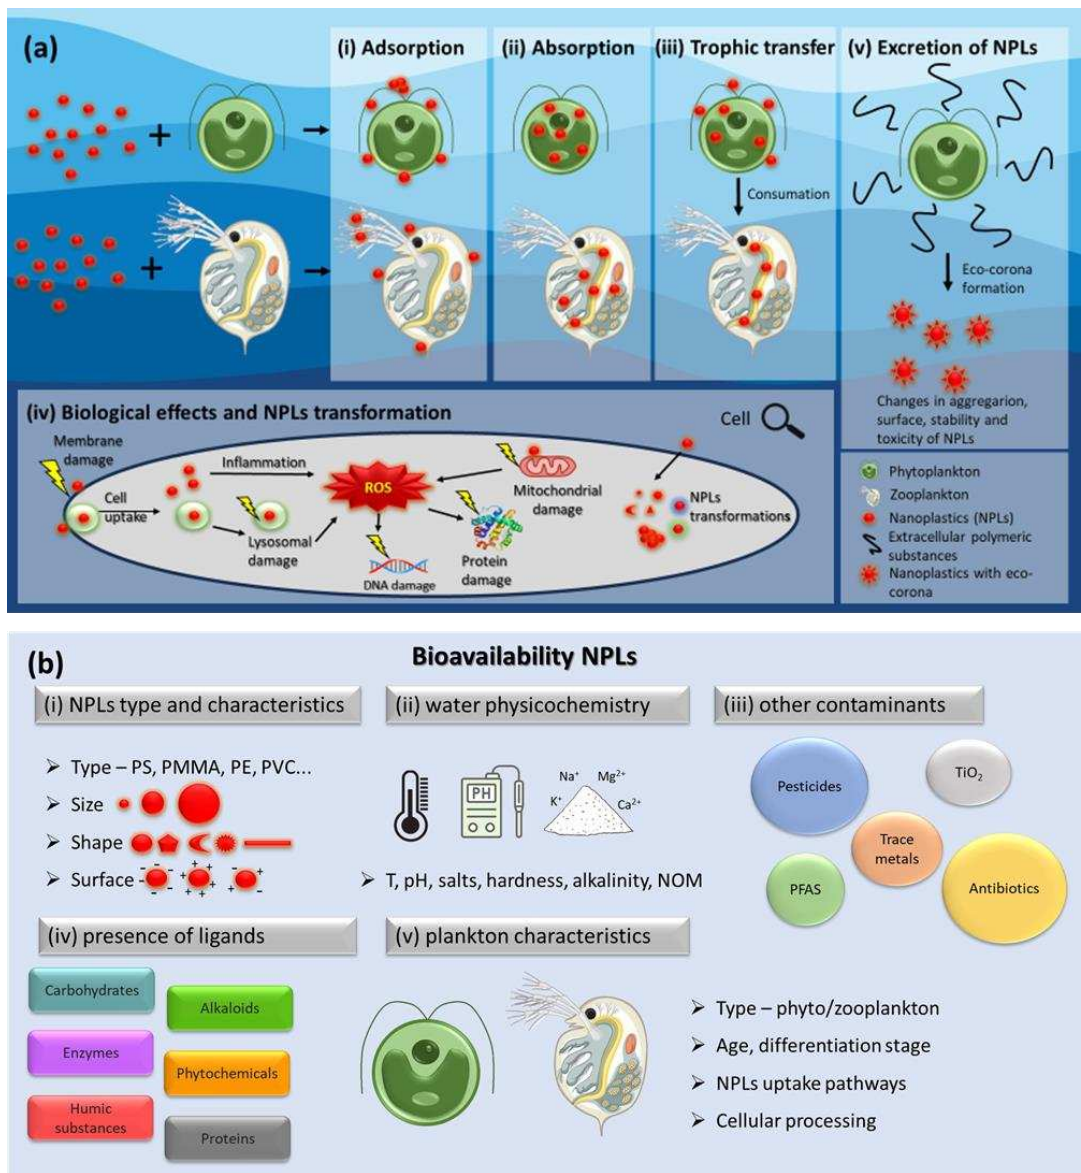 (a)
(i) Adsorption
(ii) Absorption
(iii) Trophic transfer
(v) Excretion of NPLs
+
Consumation
+
Eco-corona
formation
Changes in aggregarion,
surface, stability and
toxicity of NPLs
(iv) Biological effects and NPLs transformation
Cell
Membrane
damage
Cell
uptake
Inflammation
Lysosomal
damage
ROS
DNA damage
Protein
damage
Mitochondrial
damage
NPLs
transformations
Phytoplankton
Zooplankton
Nanoplastics (NPLs)
Extracellular polymeric
substances
Nanoplastics with eco-
corona
(b)
Bioavailability NPLs
(i) NPLs type and characteristics
➢ Type – PS, PMMA, PE, PVC...
➢ Size
➢ Shape
➢ Surface
(ii) water physicochemistry
PH
Na⁺ Mg²⁺
K⁺ Ca²⁺
➢ T, pH, salts, hardness, alkalinity, NOM
(iii) other contaminants
Pesticides
TiO₂
Trace
metals
PFAS
Antibiotics
(iv) presence of ligands
Carbohydrates
Alkaloids
Enzymes
Phytochemicals
Humic
substances
Proteins
(v) plankton characteristics
➢ Type – phyto/zooplankton
➢ Age, differentiation stage
➢ NPLs uptake pathways
➢ Cellular processing